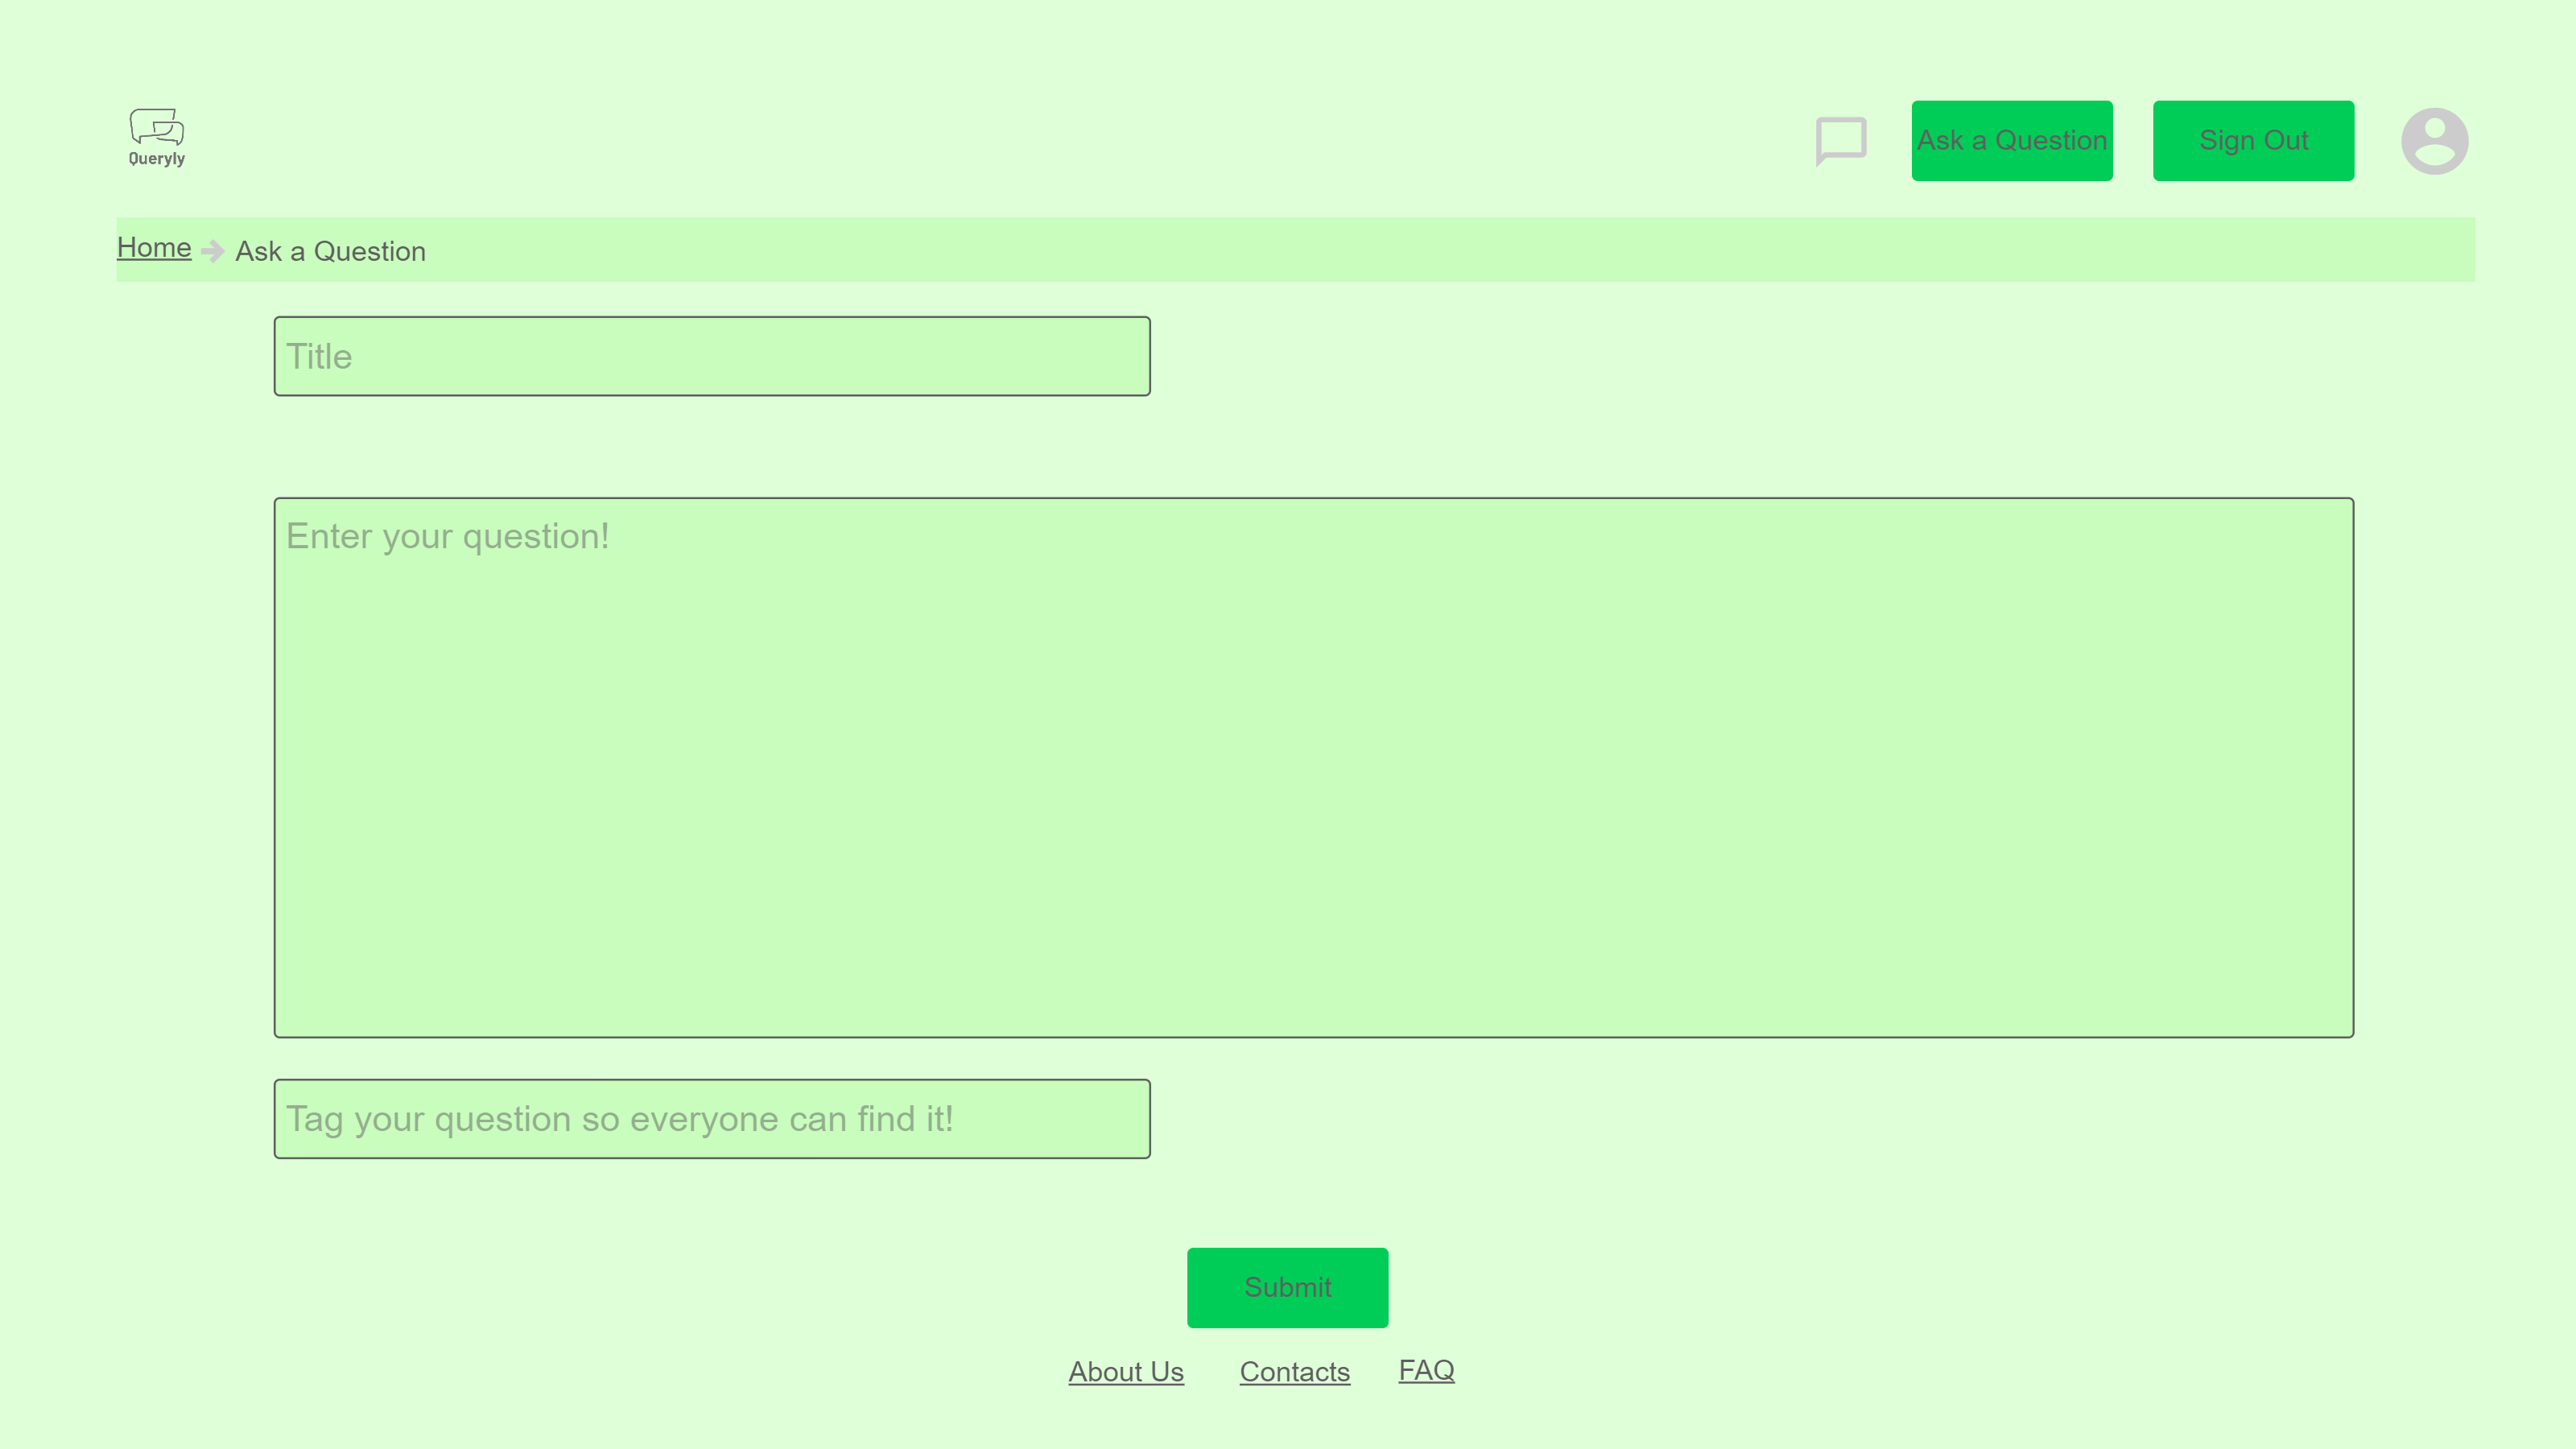 Queryly
Ask a Question
Sign Out
Home
Ask a Question
Title
Enter your question!
Tag your question so everyone can find it!
Submit
About Us
Contacts
FAQ